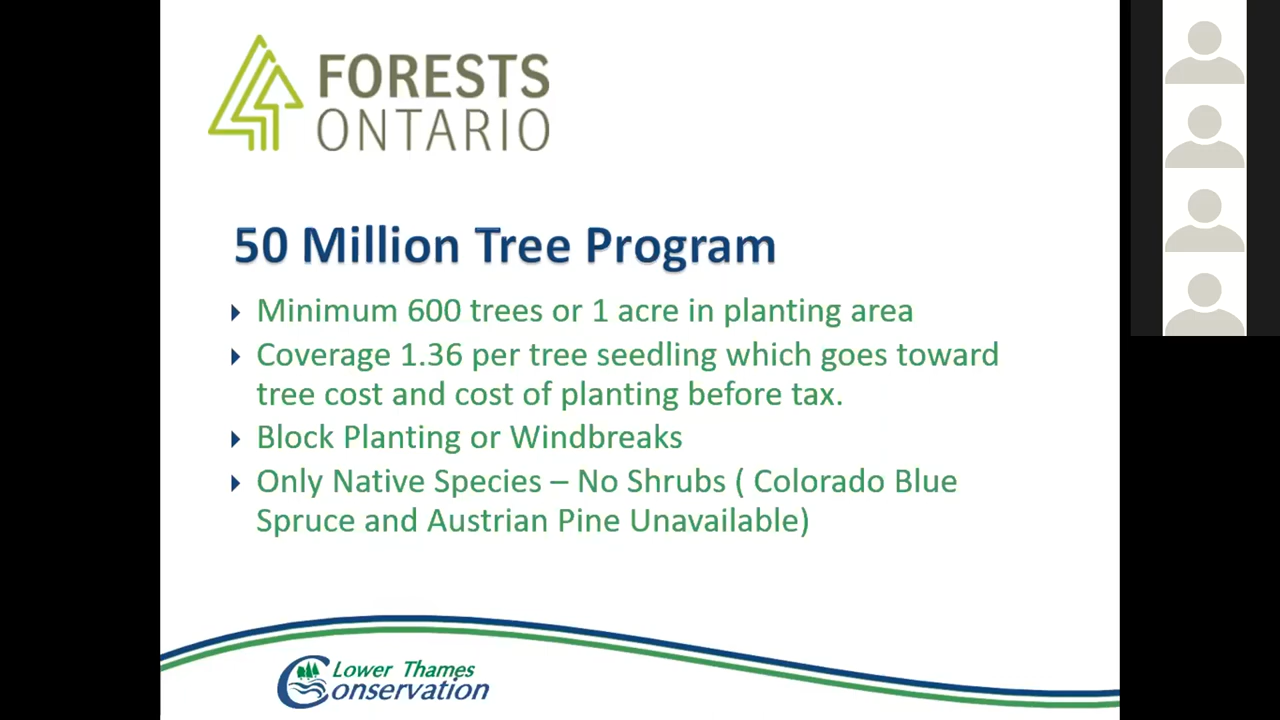 FORESTS
ONTARIO
50 Million Tree Program
Minimum 600 trees or 1 acre in planting area
Coverage 1.36 per tree seedling which goes toward
tree cost and cost of planting before tax.
Block Planting or Windbreaks
Only Native Species – No Shrubs ( Colorado Blue
Spruce and Austrian Pine Unavailable)
Lower Thames
Conservation